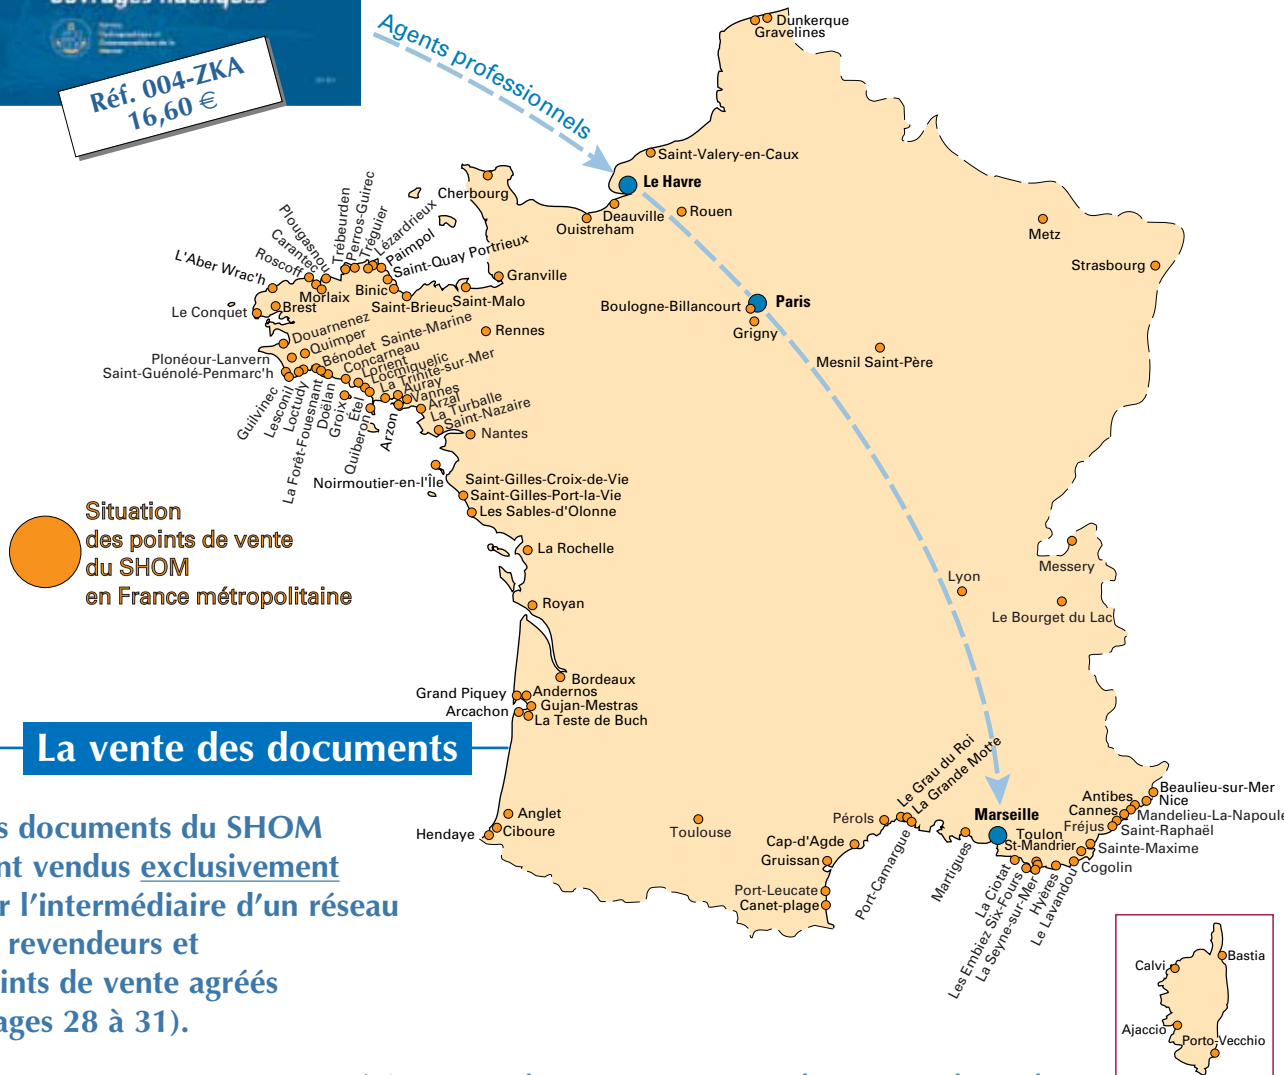 Ouvrages nautiques
Réf. 004-ZKA
16,60 €
Agents professionnels
Dunkerque
Gravelines
Saint-Valery-en-Caux
Le Havre
Cherbourg
Deauville
Rouen
Ouistreham
Metz
Strasbourg
Trébeurden
Perros-Guirec
Tréguier
Lézardrieux
Paimpol
Saint-Quay Portrieux
Plougasnou
Carantec
Roscoff
L'Aber Wrac'h
Morlaix
Binic
Saint-Brieuc
Saint-Malo
Granville
Le Conquet
Brest
Rennes
Boulogne-Billancourt
Paris
Grigny
Mesnil Saint-Père
Douarnenez
Quimper
Bénodet
Sainte-Marine
Concarneau
Lorient
Locmiquelic
La Trinité-sur-Mer
Auray
Vannes
Arzal
La Turballe
Saint-Nazaire
Nantes
Plonéour-Lanvern
Saint-Guénolé-Penmarc'h
Guilvinec
Lesconil
Loctudy
La Forêt-Fouesnant
Doëlan
Groix
Étel
Quiberon
Arzon
Noirmoutier-en-l'Île
Saint-Gilles-Croix-de-Vie
Saint-Gilles-Port-la-Vie
Les Sables-d'Olonne
Situation
des points de vente
du SHOM
en France métropolitaine
La Rochelle
Royan
Messery
Lyon
Le Bourget du Lac
Bordeaux
Grand Piquey
Andernos
Gujan-Mestras
Arcachon
La Teste de Buch
La vente des documents
Anglet
Hendaye
Ciboure
Toulouse
Le Grau du Roi
La Grande Motte
Pérols
Cap-d'Agde
Gruissan
Port-Leucate
Canet-plage
Port-Camargue
Martigues
Marseille
Toulon
St-Mandrier
La Ciotat
Les Embiez Six-Fours
La Seyne-sur-Mer
Hyères
Le Lavandou
Beaulieu-sur-Mer
Antibes
Nice
Cannes
Mandelieu-La-Napoule
Fréjus
Saint-Raphaël
Sainte-Maxime
Cogolin
s documents du SHOM
nt vendus exclusivement
r l'intermédiaire d'un réseau
revendeurs et
ints de vente agréés
ages 28 à 31).
Bastia
Calvi
Ajaccio
Porto-Vecchio